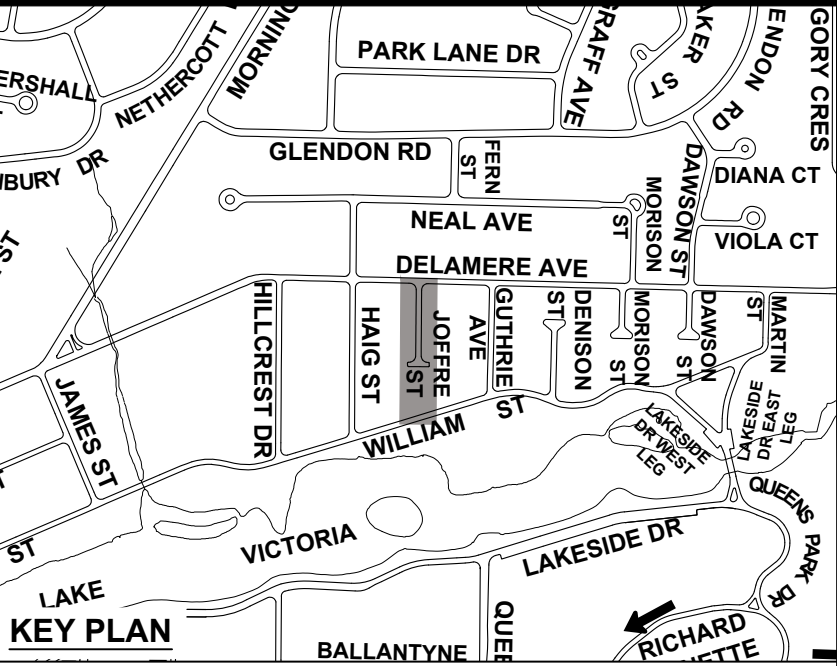 PARK LANE DR
GRAFF AVE
ST
RD
GORY CRES
MORNING
NETHERCOTT
ERSHALL
DR
GLENDON RD
FERN ST
DAWSON ST
DIANA CT
VIOLA CT
NEAL AVE
MORISON ST
ST
DELAMERE AVE
HILLCREST DR
HAIG ST
JOFFRE ST
GUTHRIE AVE
DENISON ST
MORISON ST
DAWSON ST
MARTIN ST
JAMES ST
WILLIAM ST
LAKESIDE DR WEST LEG
LAKESIDE DR EAST LEG
QUEENS PARK DR
ST
LAKE VICTORIA
LAKESIDE DR
KEY PLAN
BALLANTYNE
RICHARD